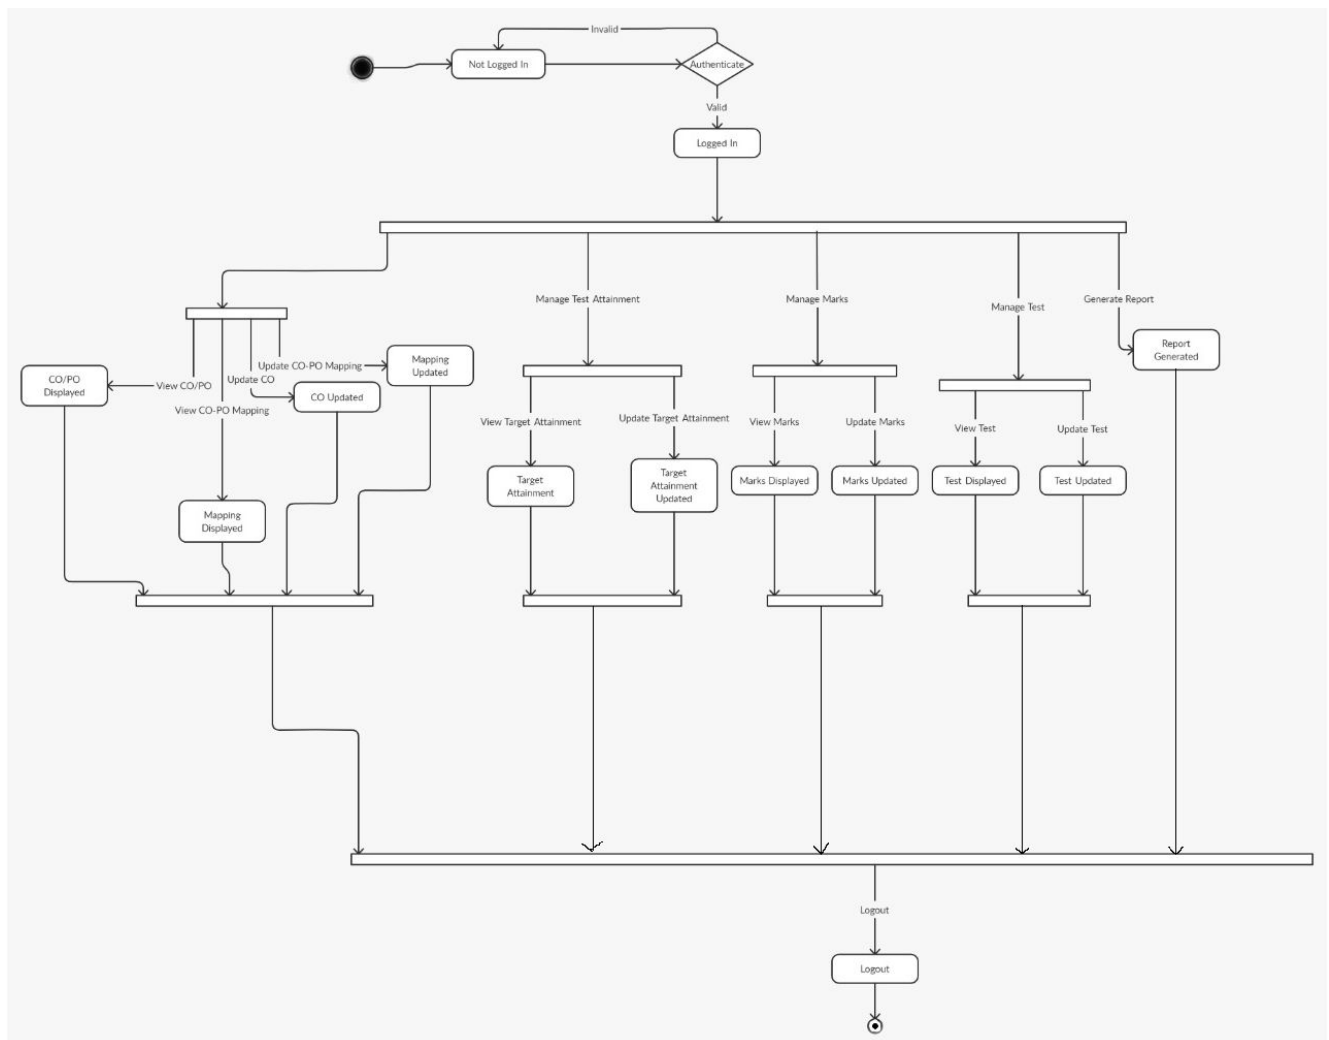 Invalid
Not Logged In
Authenticate
Valid
Logged In
Manage Test Attainment
Manage Marks
Manage Test
Generate Report
Report
Generated
Mapping
Updated
Update CO-PO Mapping
CO/PO
Displayed
View CO/PO
Update CO
CO Updated
View CO-PO Mapping
View Target Attainment
Update Target Attainment
View Marks
Update Marks
View Test
Update Test
Target
Attainment
Target
Attainment
Updated
Marks Displayed
Marks Updated
Test Displayed
Test Updated
Mapping
Displayed
Logout
Logout